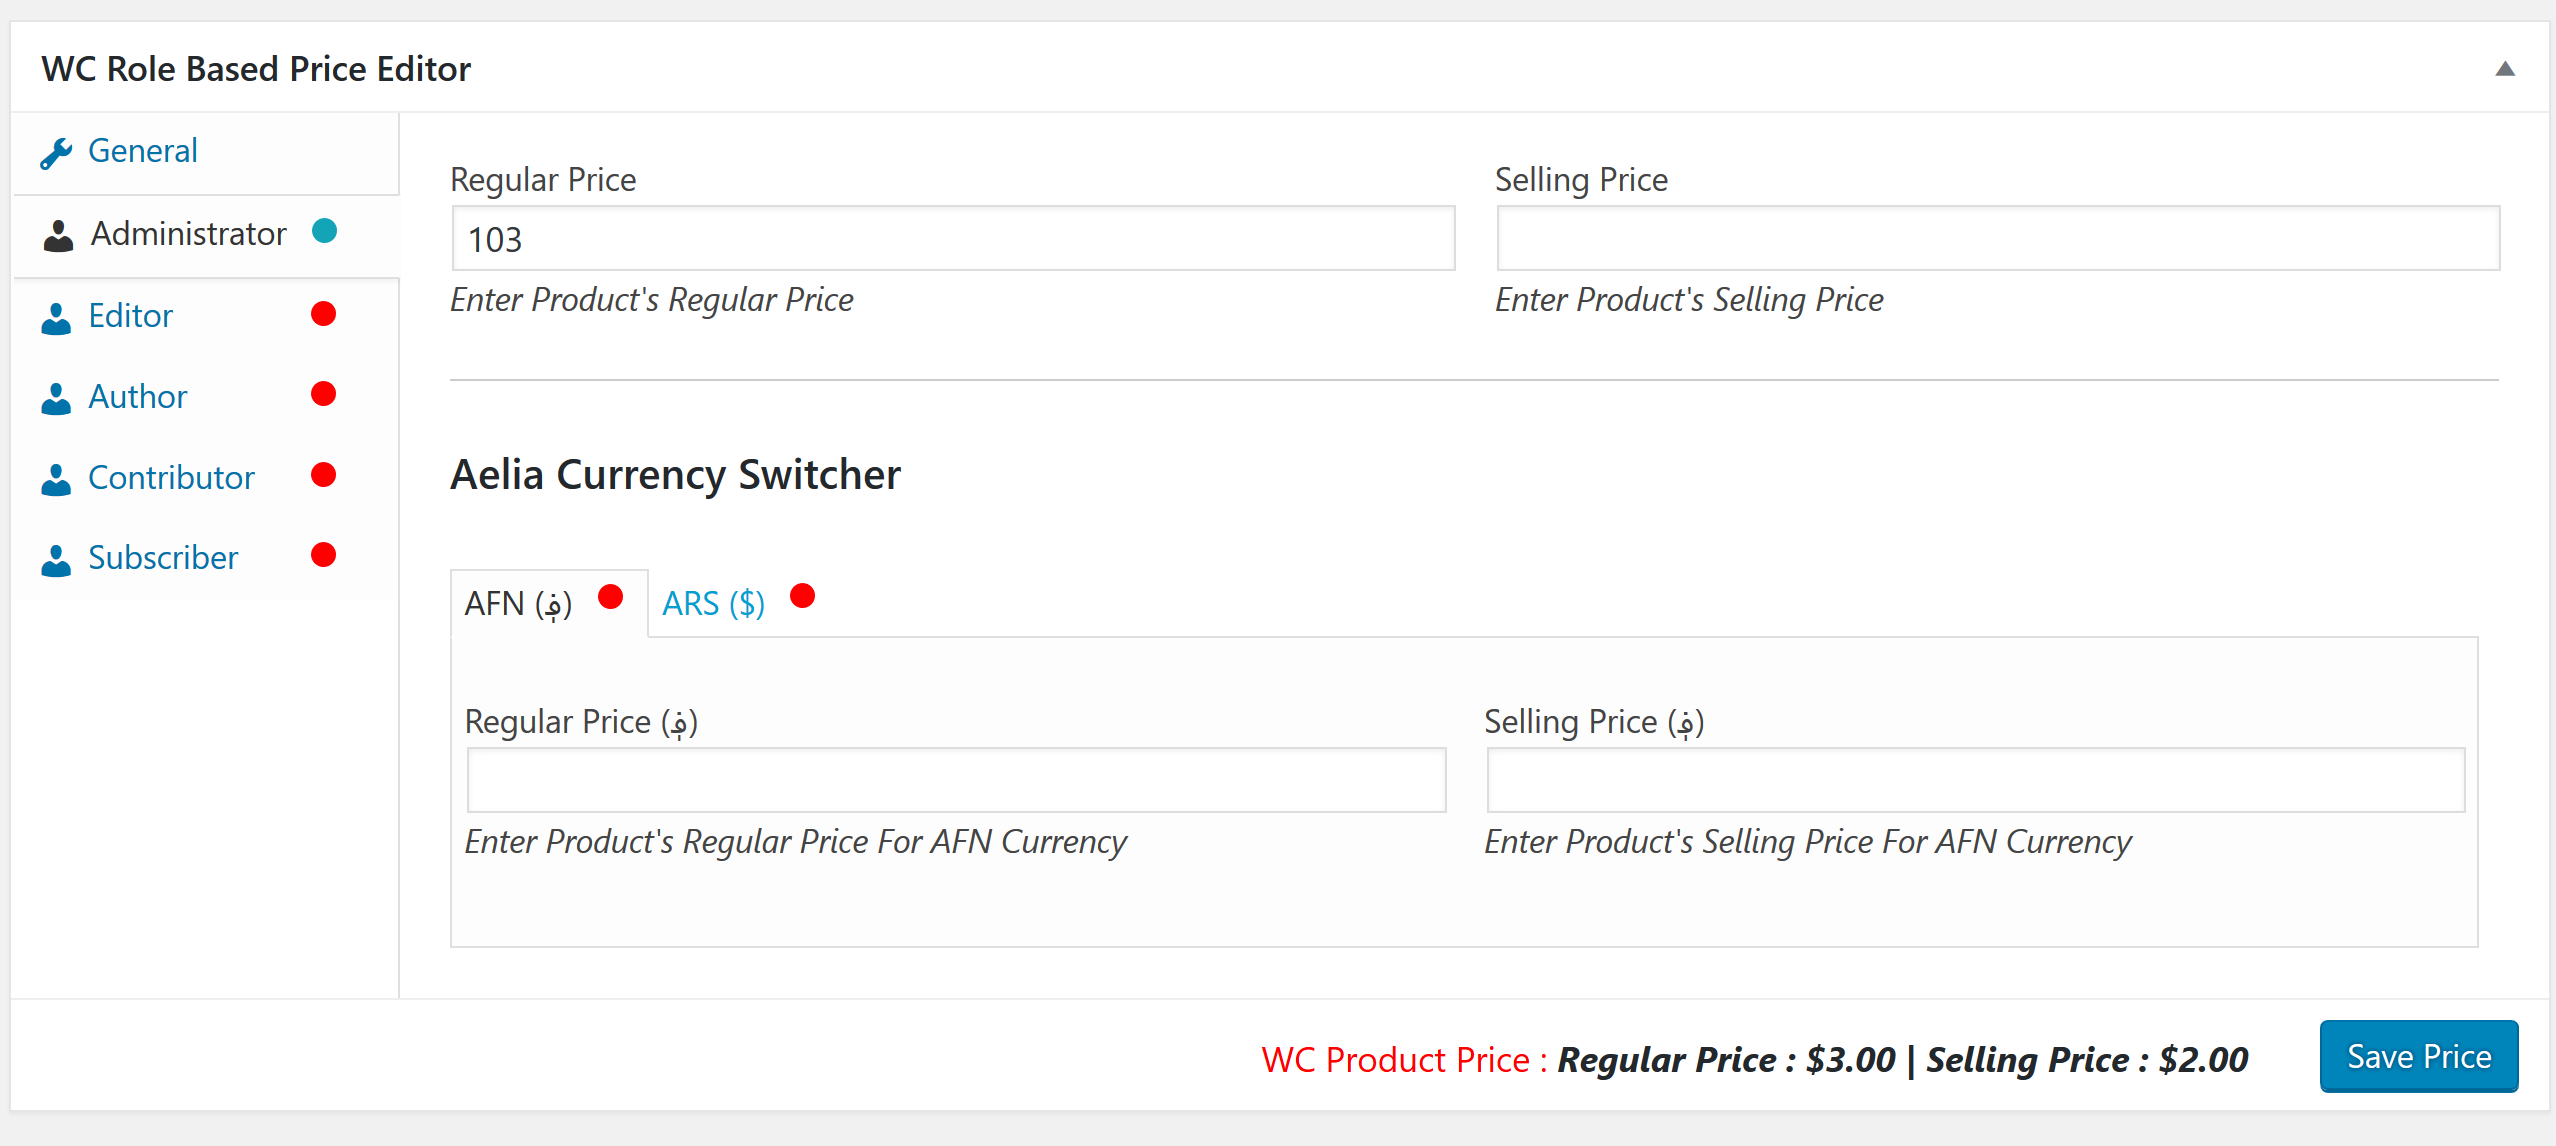 WC Role Based Price Editor
General
Administrator
Editor
Author
Contributor
Subscriber
Regular Price
Selling Price
103
Enter Product's Regular Price
Enter Product's Selling Price
Aelia Currency Switcher
AFN (؋)
ARS ($)
Regular Price (؋)
Selling Price (؋)
Enter Product's Regular Price For AFN Currency
Enter Product's Selling Price For AFN Currency
WC Product Price : Regular Price : $3.00 | Selling Price : $2.00
Save Price